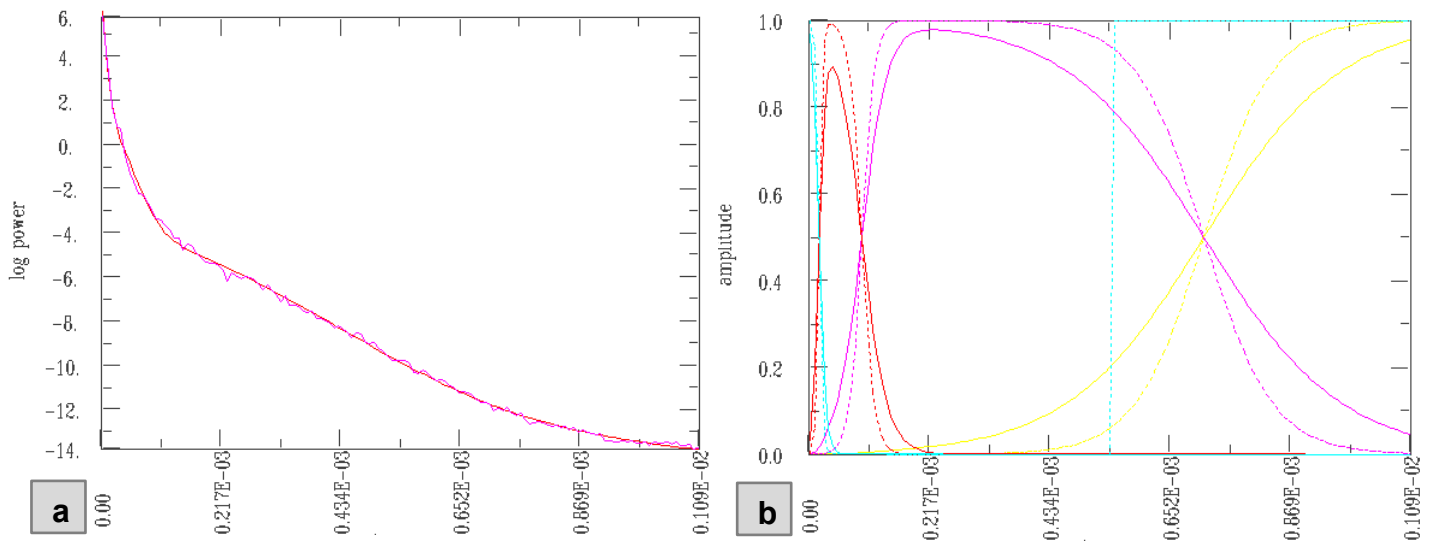 log power
6.
4.
2.
0.
-2.
-4.
-6.
-8.
-10.
-12.
-14.
0.00
0.217E-03
0.434E-03
0.652E-03
0.869E-03
0.109E-02
a
amplitude
1.0
0.8
0.6
0.4
0.2
0.0
0.00
0.217E-03
0.434E-03
0.652E-03
0.869E-03
0.109E-02
b